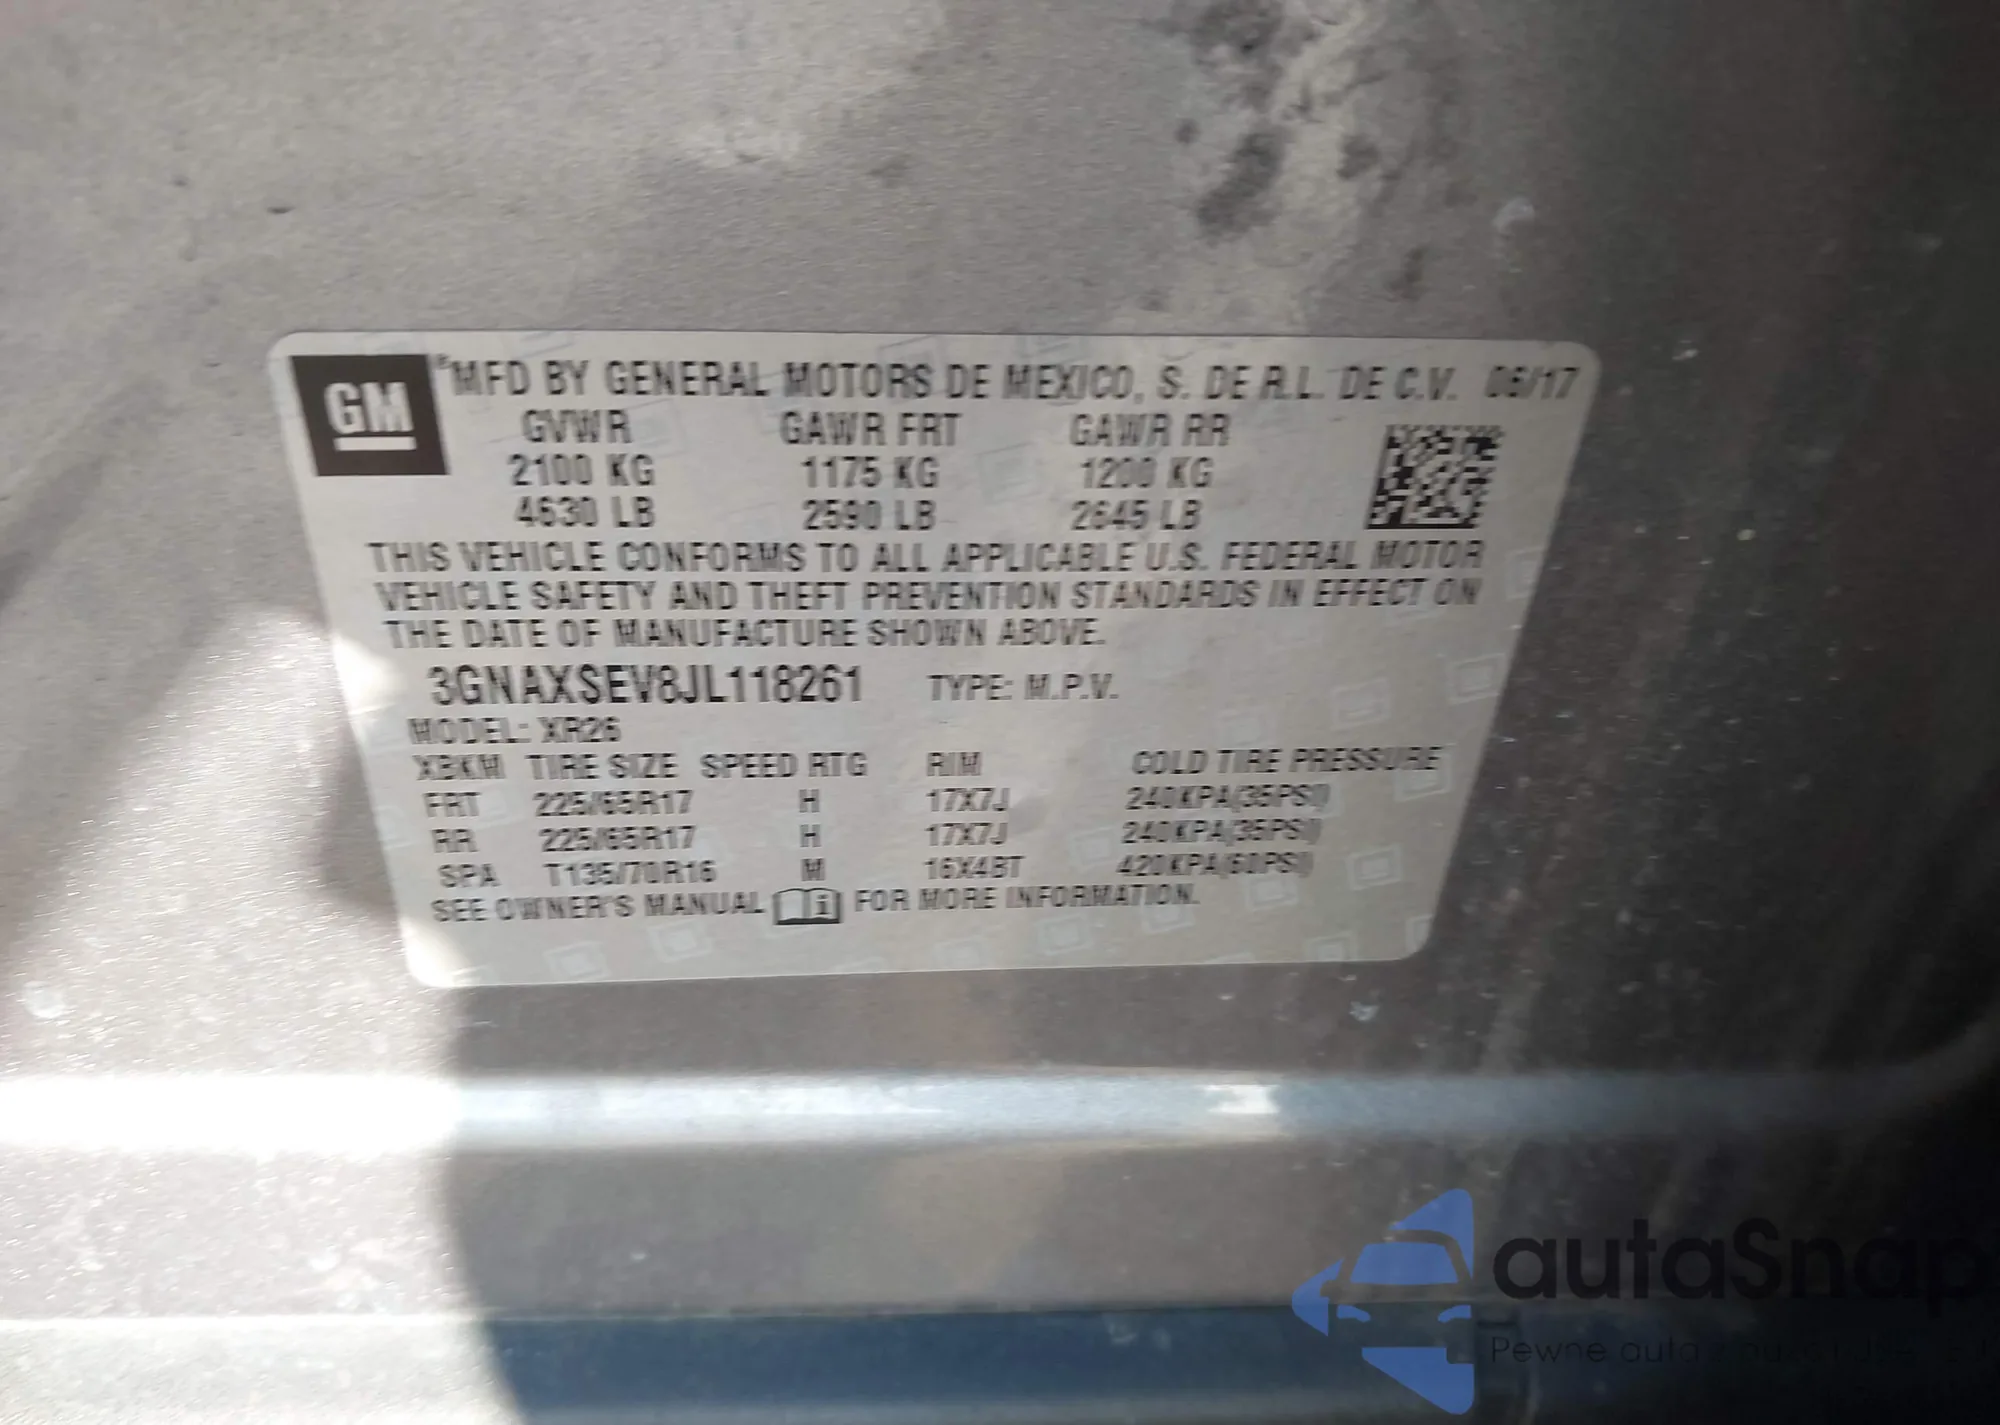 GM
MFD BY GENERAL MOTORS DE MEXICO, S. DE R.L. DE C.V. 06/17
GVWR GAWR FRT GAWR RR
2100 KG 1175 KG 1200 KG
4630 LB 2590 LB 2645 LB
THIS VEHICLE CONFORMS TO ALL APPLICABLE U.S. FEDERAL MOTOR
VEHICLE SAFETY AND THEFT PREVENTION STANDARDS IN EFFECT ON
THE DATE OF MANUFACTURE SHOWN ABOVE.
3GNAXSEV8JL118261 TYPE: M.P.V.
MODEL: XR26
TIRE SIZE SPEED RTG RIM COLD TIRE PRESSURE
FRT 225/65R17 H 17X7J 240KPA(35PSI)
RR 225/65R17 H 17X7J 240KPA(35PSI)
SPA T135/70R16 M 16X4BT 420KPA(60PSI)
SEE OWNER'S MANUAL i FOR MORE INFORMATION.
autaSnap
Pewne auta z